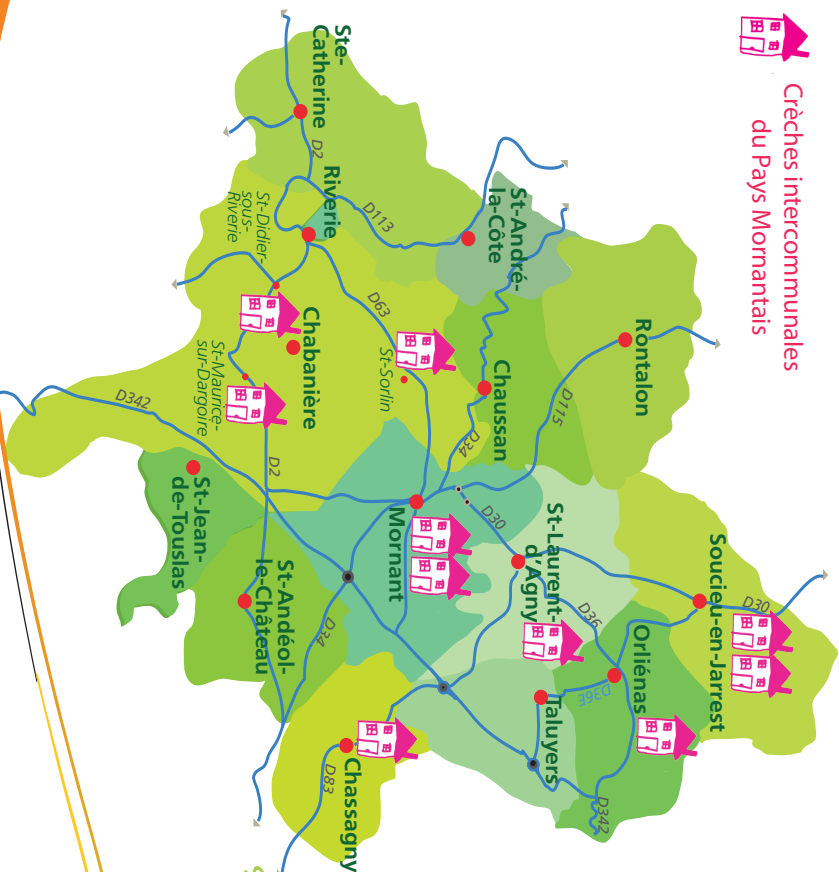 Crèches intercommunales
du Pays Mornantais
Ste-
Catherine
D2
Riverie
St-Didier-
sous-
Riverie
D113
St-André-
la-Côte
D63
Chabanière
St-Sorlin
St-Maurice-
sur-Dargoire
D342
Chaussan
D34
Rontalon
D115
D2
St-Jean-
de-Touslas
Mornant
D30
St-Laurent-
d'Agny
D36
Soucieu-en-Jarrest
D30
Orliénas
D36E
Taluyers
D342
St-Andéol-
le-Château
D34
Chassagny
D83